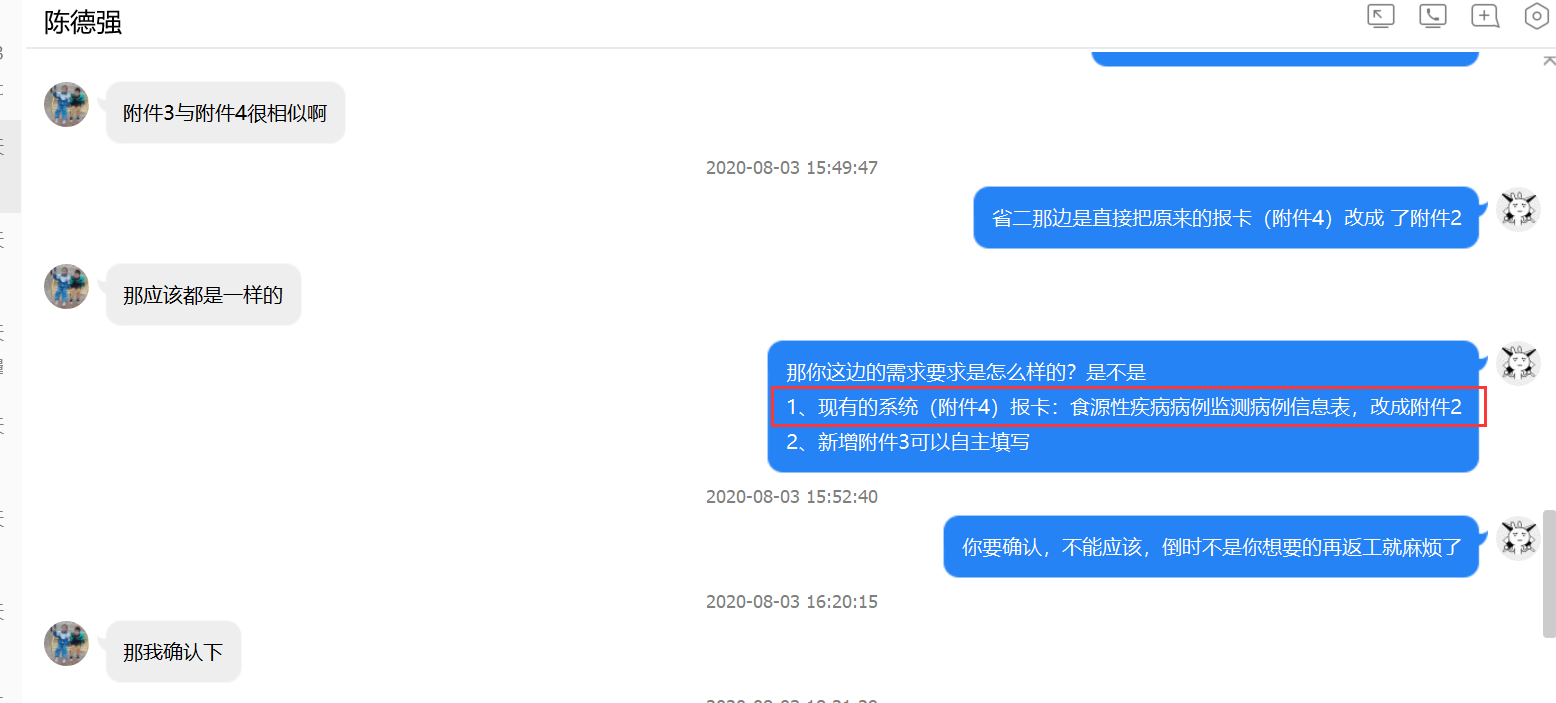 陈德强
附件3与附件4很相似啊
2020-08-03 15:49:47
省二那边是直接把原来的报卡（附件4）改成 了附件2
那应该都是一样的
那你这边的需求要求是怎么样的？是不是
1、现有的系统（附件4）报卡：食源性疾病病例监测病例信息表，改成附件2
2、新增附件3可以自主填写
2020-08-03 15:52:40
你要确认，不能应该，倒时不是你想要的再返工就麻烦了
2020-08-03 16:20:15
那我确认下